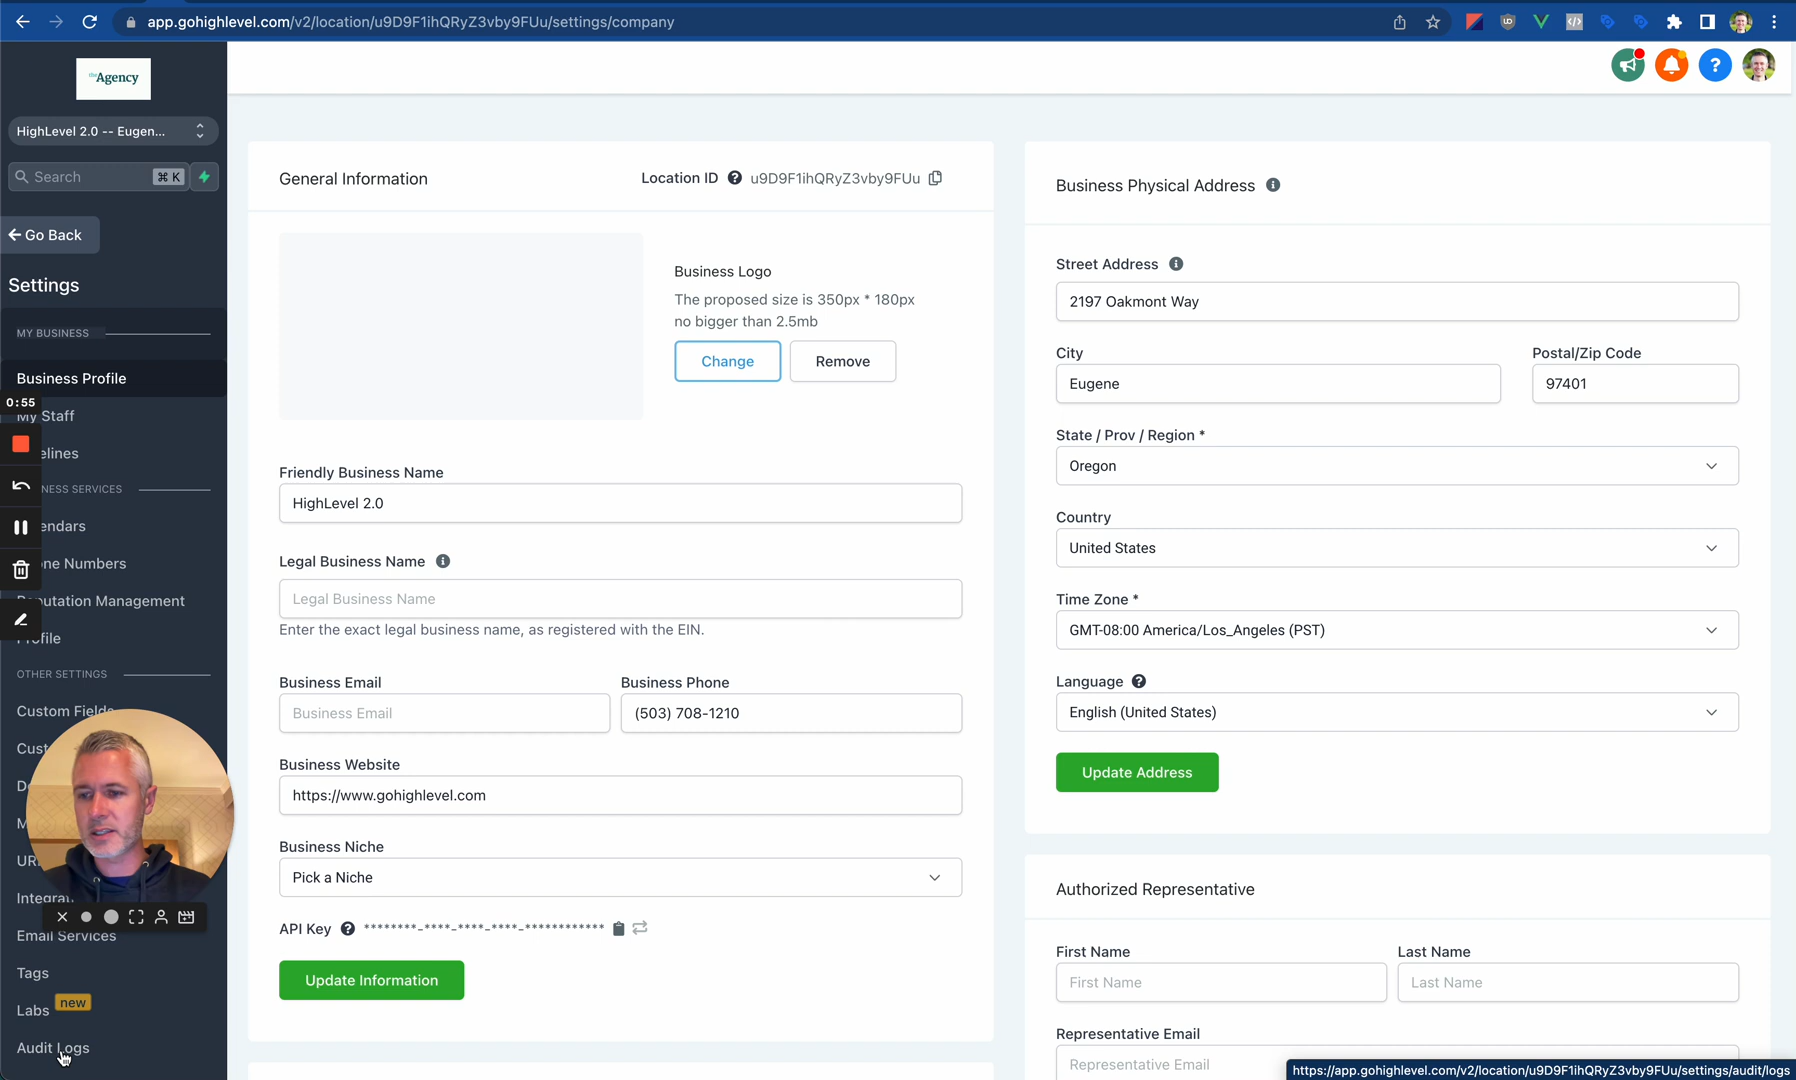 app.gohighlevel.com/v2/location/u9D9F1ihQRyZ3vby9FUu/settings/company
the Agency
HighLevel 2.0 -- Eugen...
Search
⌘ K
Go Back
Settings
MY BUSINESS
Business Profile
0:55
My Staff
elines
NESS SERVICES
endars
one Numbers
putation Management
Profile
OTHER SETTINGS
Custom Fields
Cust
D
M
UR
Integrat
Email Services
Tags
Labs
new
Audit Logs
General Information
Location ID
u9D9F1ihQRyZ3vby9FUu
Business Logo
The proposed size is 350px * 180px
no bigger than 2.5mb
Change
Remove
Friendly Business Name
HighLevel 2.0
Legal Business Name
Legal Business Name
Enter the exact legal business name, as registered with the EIN.
Business Email
Business Email
Business Phone
(503) 708-1210
Business Website
https://www.gohighlevel.com
Business Niche
Pick a Niche
API Key
********-****-****-****-************
Update Information
Business Physical Address
Street Address
2197 Oakmont Way
City
Eugene
Postal/Zip Code
97401
State / Prov / Region *
Oregon
Country
United States
Time Zone *
GMT-08:00 America/Los_Angeles (PST)
Language
English (United States)
Update Address
Authorized Representative
First Name
First Name
Last Name
Last Name
Representative Email
Representative Email
https://app.gohighlevel.com/v2/location/u9D9F1ihQRyZ3vby9FUu/settings/audit/logs